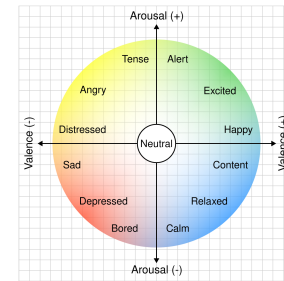 Arousal (+)
Tense
Alert
Angry
Excited
Distressed
Happy
Valence (-)
Neutral
Valence (+)
Sad
Content
Depressed
Relaxed
Bored
Calm
Arousal (-)